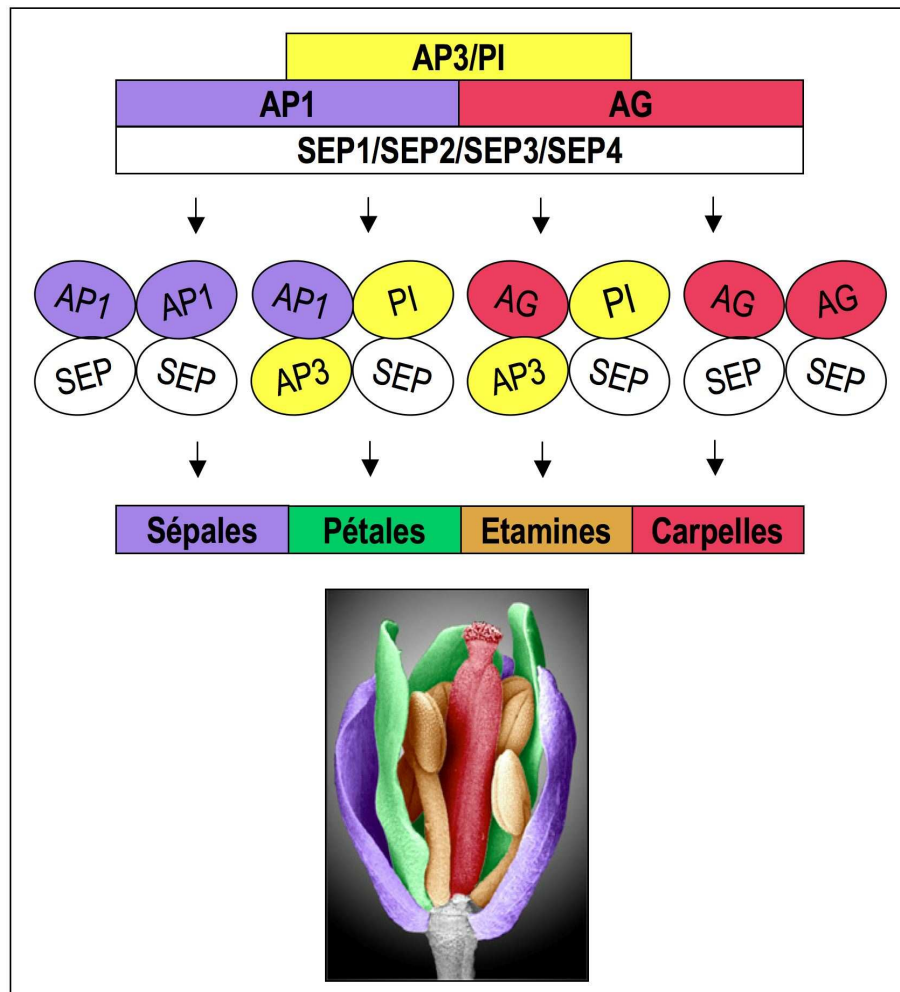 AP3/PI
AP1 AG
SEP1/SEP2/SEP3/SEP4
AP1 AP1 AP1 PI AG PI AG AG
SEP SEP AP3 SEP AP3 SEP SEP SEP
Sépales Pétales Etamines Carpelles